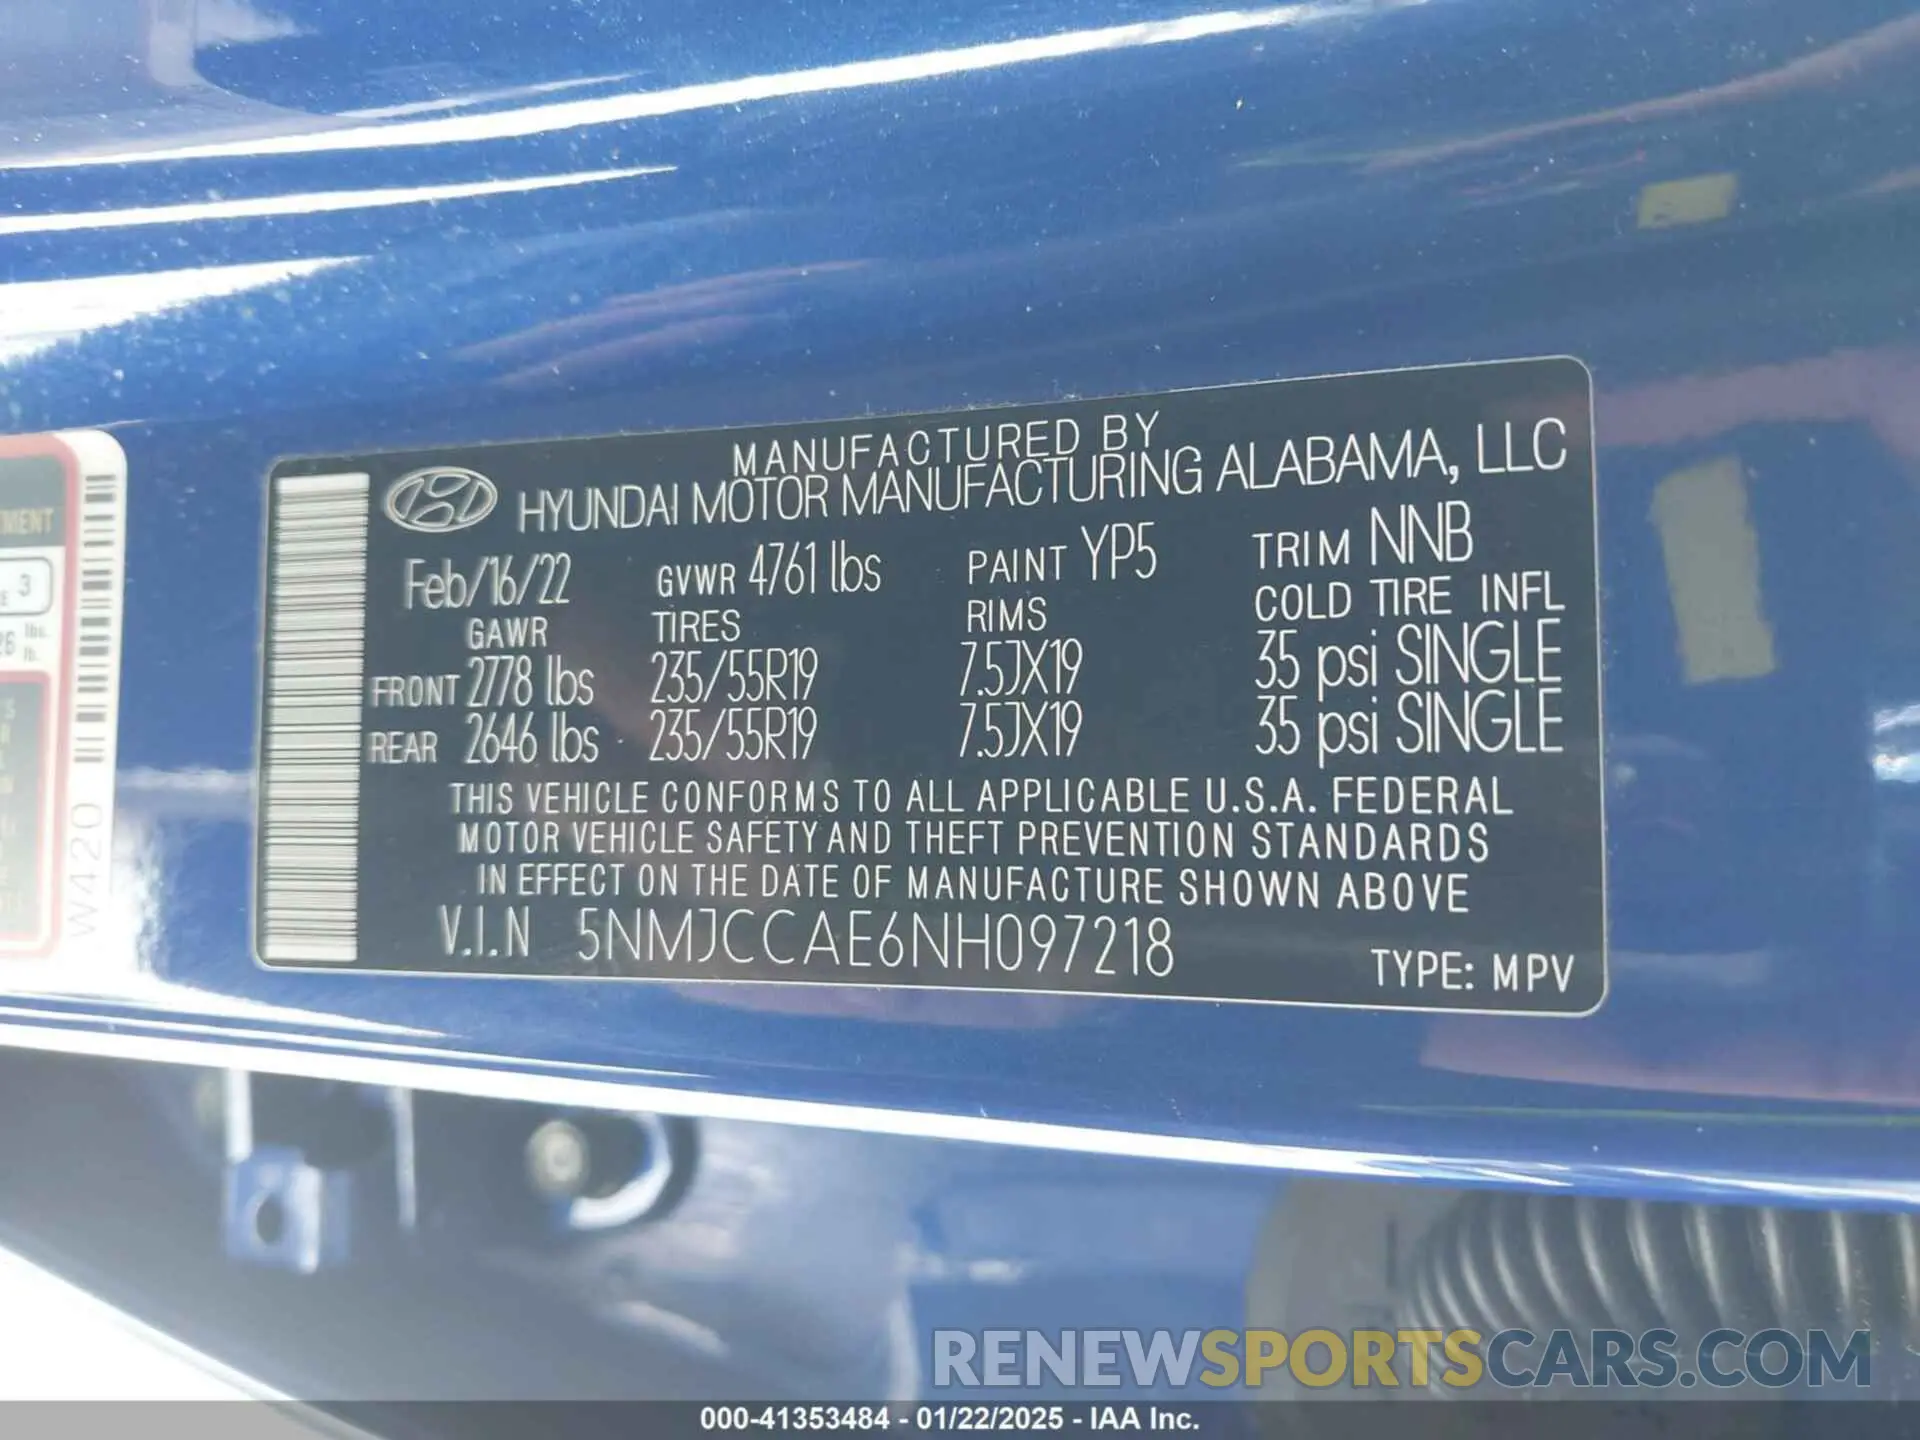 MANUFACTURED BY
HYUNDAI MOTOR MANUFACTURING ALABAMA, LLC
Feb/16/22 GVWR 4761 lbs PAINT YP5 TRIM NNB
GAWR TIRES RIMS COLD TIRE INFL
FRONT 2778 lbs 235/55R19 7.5JX19 35 psi SINGLE
REAR 2646 lbs 235/55R19 7.5JX19 35 psi SINGLE
THIS VEHICLE CONFORMS TO ALL APPLICABLE U.S.A. FEDERAL
MOTOR VEHICLE SAFETY AND THEFT PREVENTION STANDARDS
IN EFFECT ON THE DATE OF MANUFACTURE SHOWN ABOVE
V.I.N 5NMJCCAE6NH097218
TYPE: MPV
3
lbs.
lb.
W420
RENEWSPORTSCARS.COM
000-41353484 - 01/22/2025 - IAA Inc.